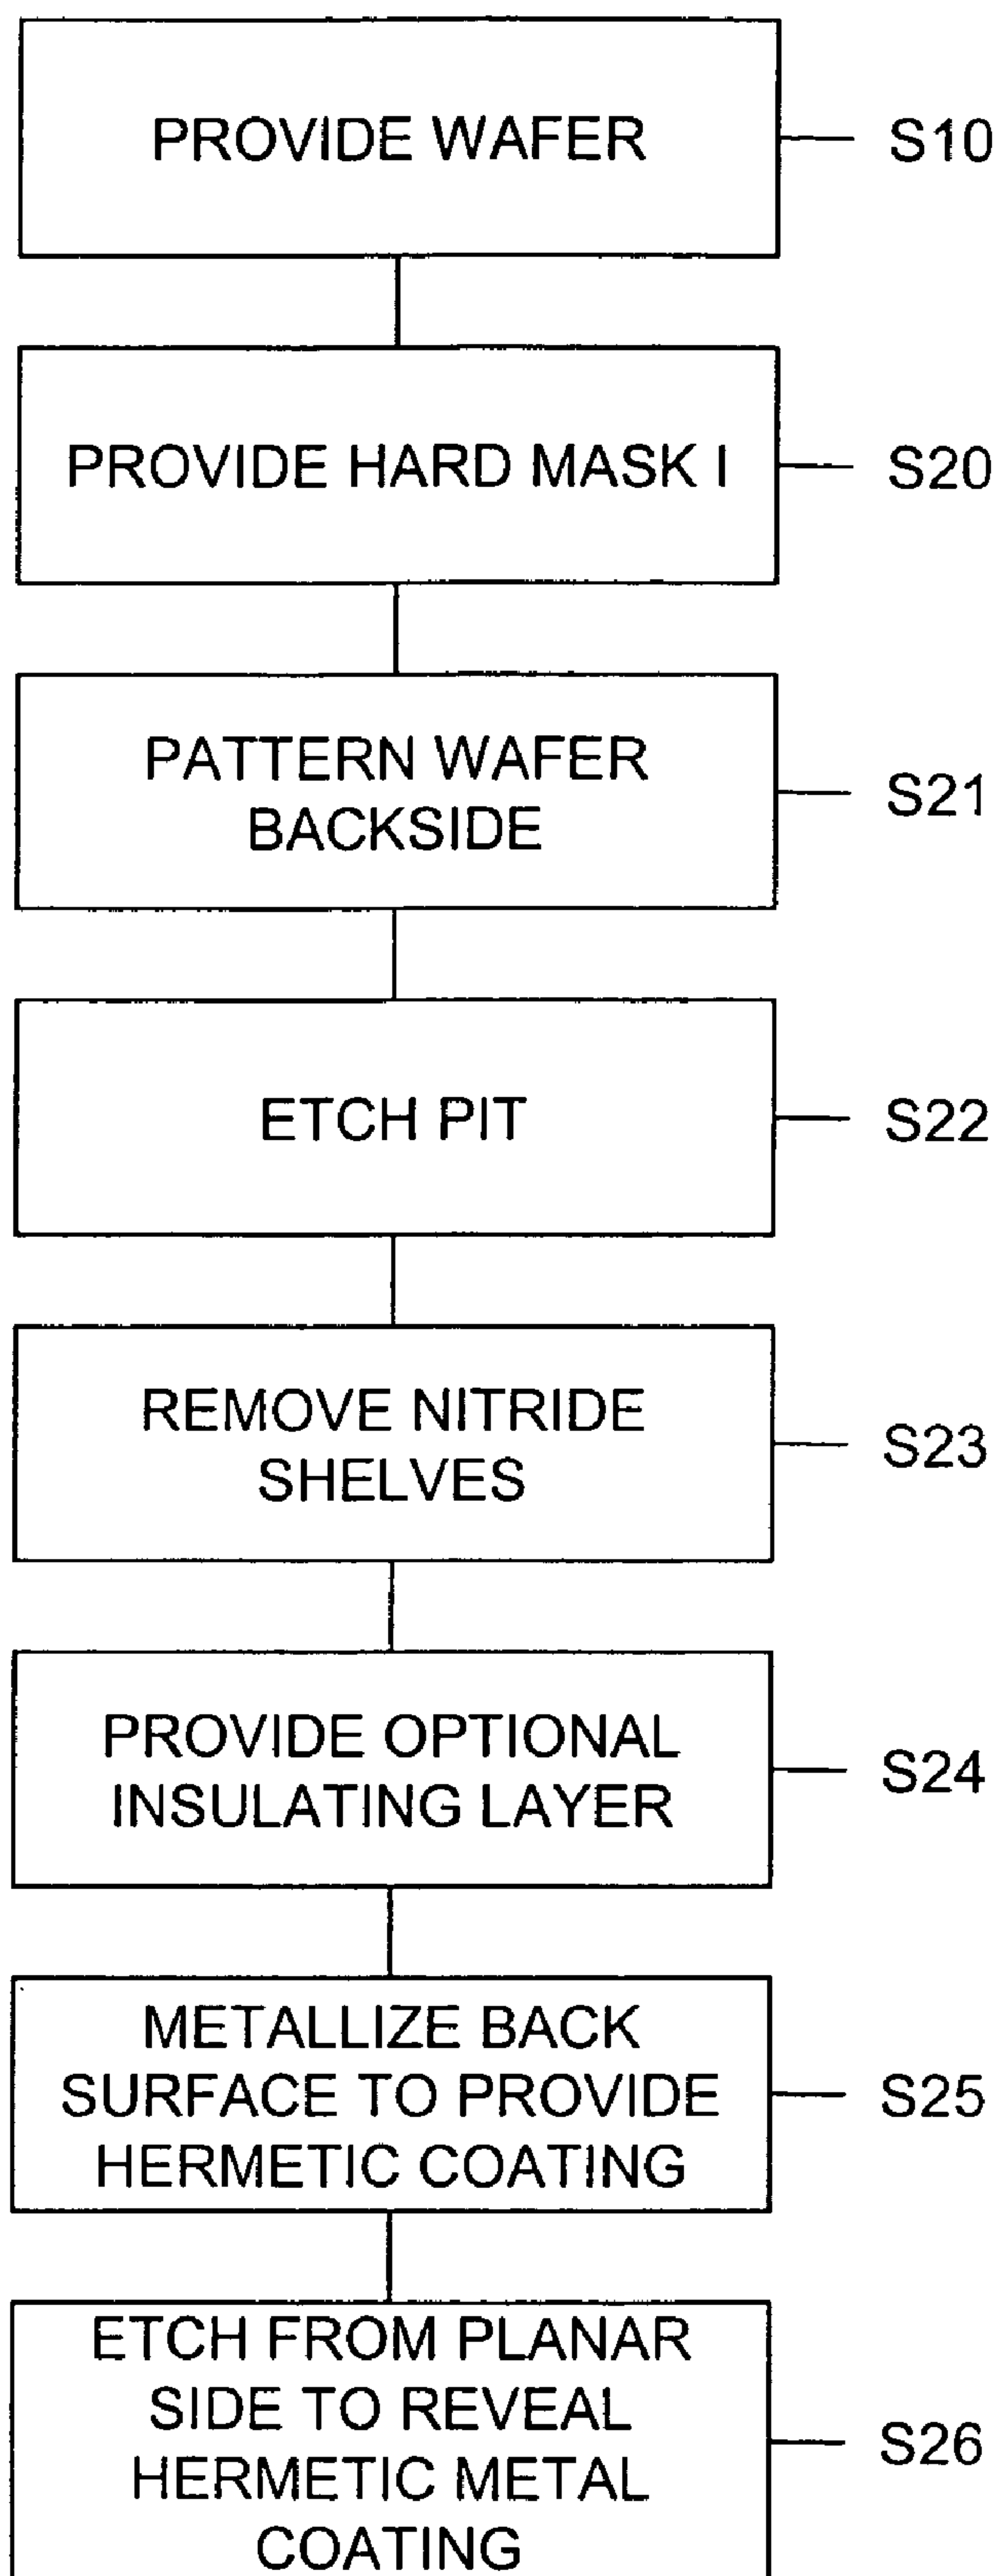 PROVIDE WAFER
S10
PROVIDE HARD MASK I
S20
PATTERN WAFER
BACKSIDE
S21
ETCH PIT
S22
REMOVE NITRIDE
SHELVES
S23
PROVIDE OPTIONAL
INSULATING LAYER
S24
METALLIZE BACK
SURFACE TO PROVIDE
HERMETIC COATING
S25
ETCH FROM PLANAR
SIDE TO REVEAL
HERMETIC METAL
COATING
S26